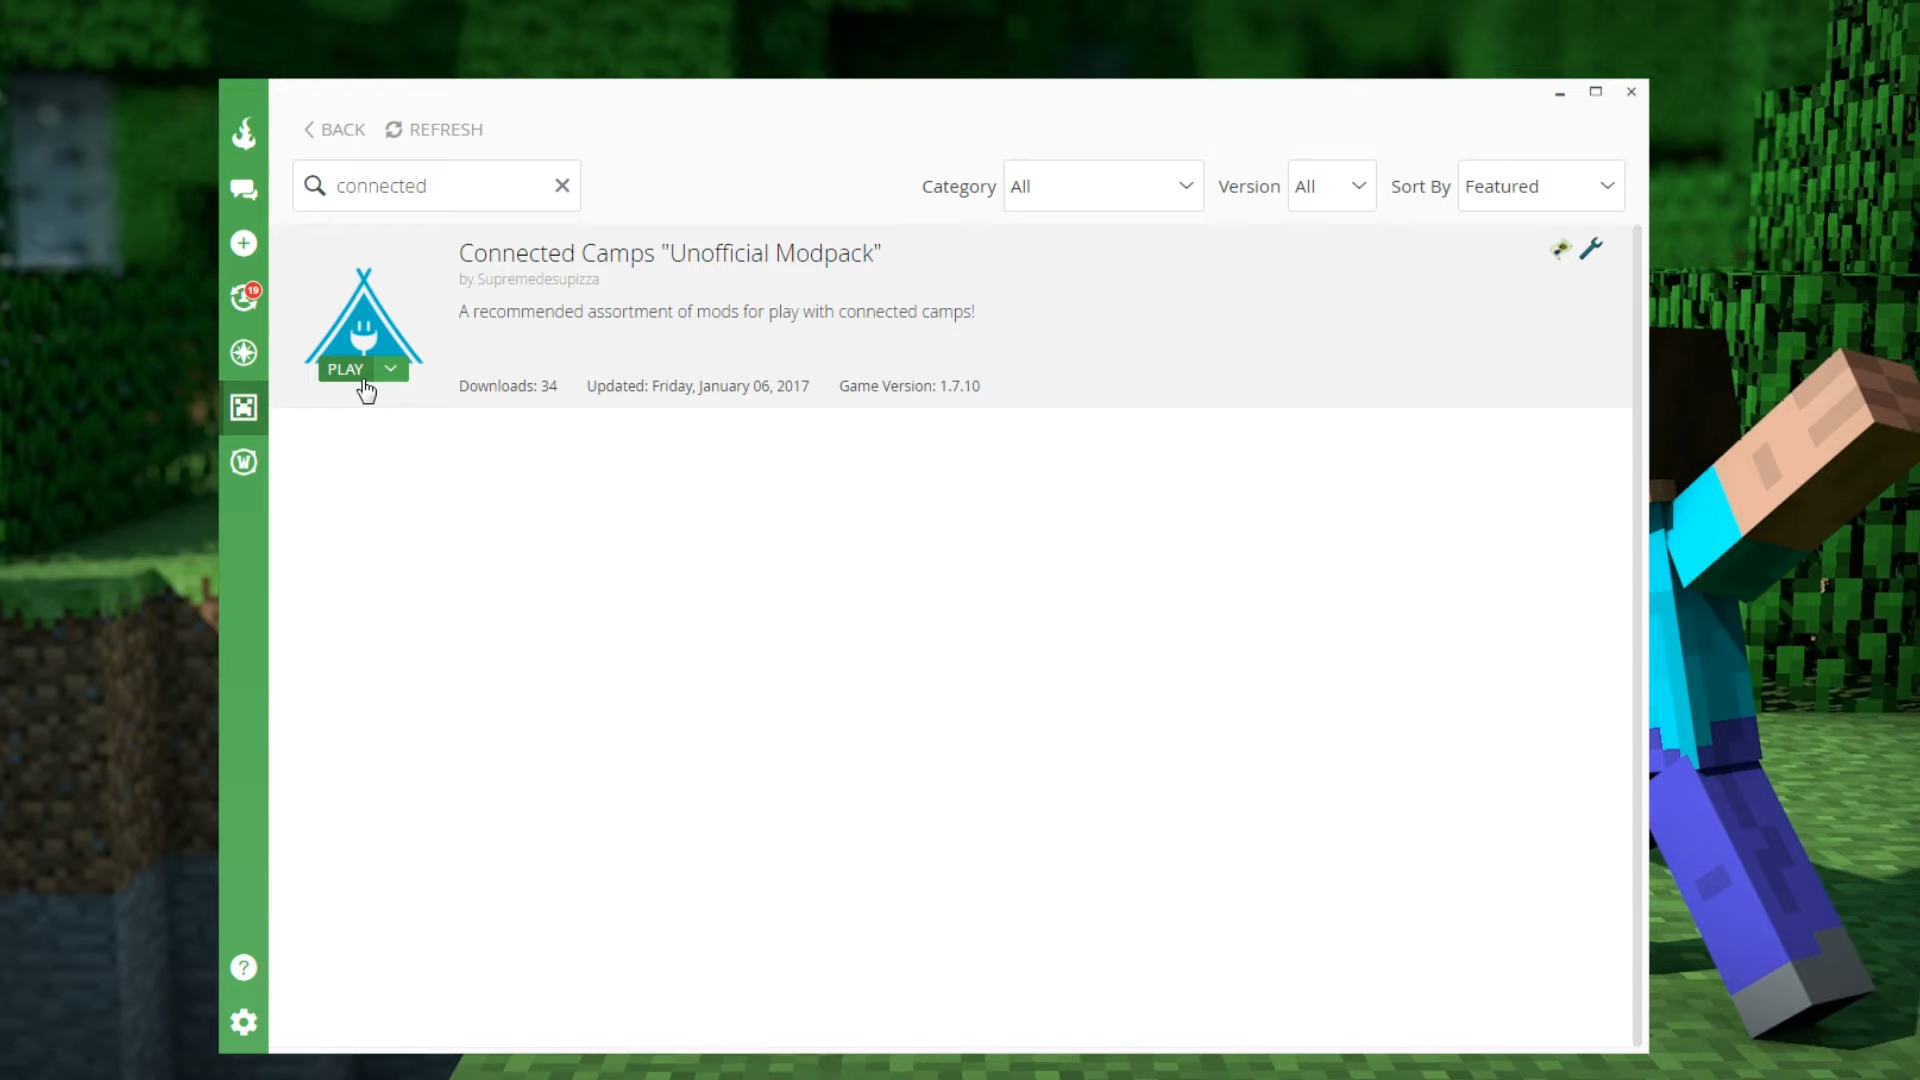 BACK REFRESH
connected
Category All Version All Sort By Featured
Connected Camps "Unofficial Modpack"
by Supremedesupizza
A recommended assortment of mods for play with connected camps!
PLAY
Downloads: 34 Updated: Friday, January 06, 2017 Game Version: 1.7.10
19
W
?